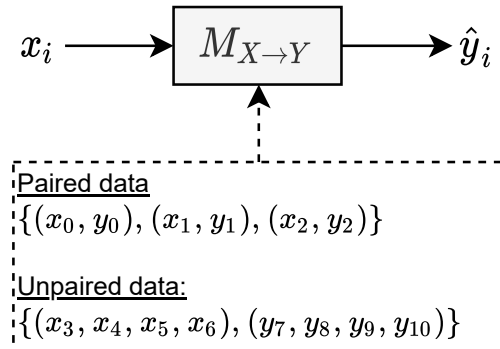 x_i M_{X→Y} ŷ_i
Paired data
{(x_0, y_0), (x_1, y_1), (x_2, y_2)}
Unpaired data:
{(x_3, x_4, x_5, x_6), (y_7, y_8, y_9, y_10)}